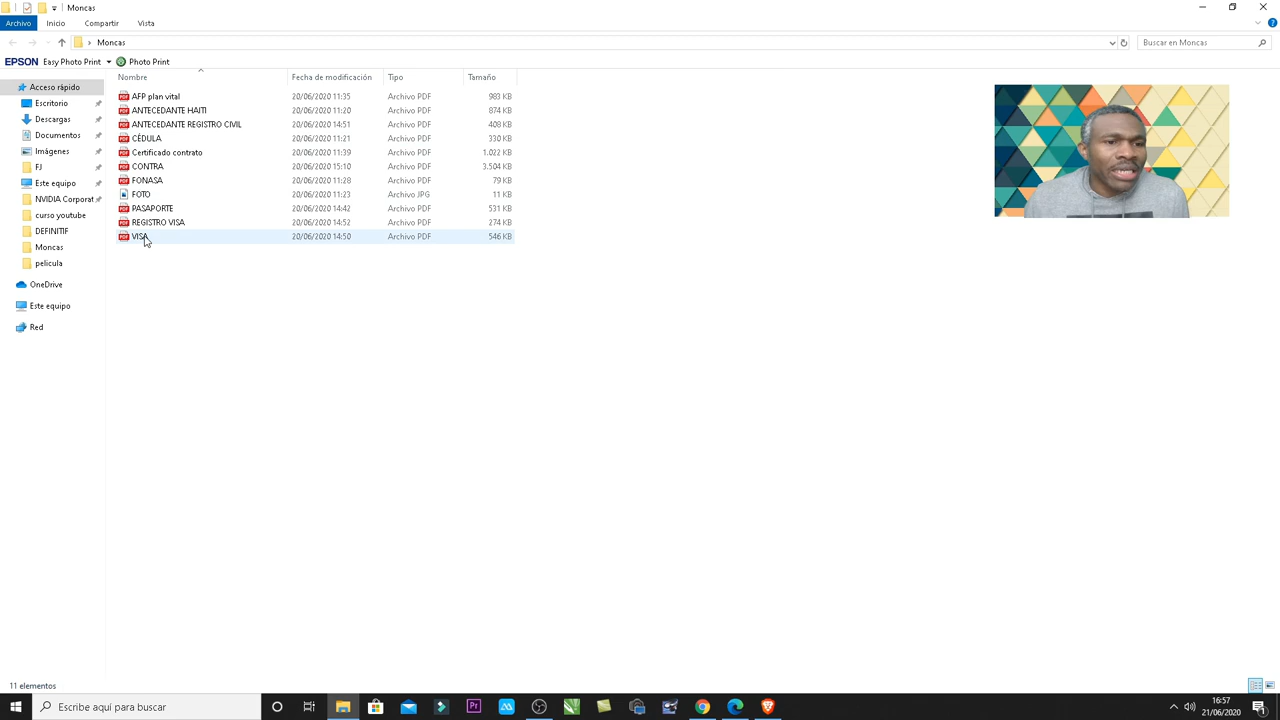 Moncas
Archivo Inicio Compartir Vista
Moncas Buscar en Moncas
EPSON Easy Photo Print Photo Print
Nombre Fecha de modificación Tipo Tamaño
Acceso rápido
Escritorio
Descargas
Documentos
Imágenes
FJ
Este equipo
NVIDIA Corporat
curso youtube
DEFINITIF
Moncas
pelicula
OneDrive
Este equipo
Red
AFP plan vital 20/06/2020 11:35 Archivo PDF 983 KB
ANTECEDANTE HAITI 20/06/2020 11:20 Archivo PDF 874 KB
ANTECEDANTE REGISTRO CIVIL 20/06/2020 14:51 Archivo PDF 408 KB
CÉDULA 20/06/2020 11:21 Archivo PDF 330 KB
Certificado contrato 20/06/2020 11:39 Archivo PDF 1.022 KB
CONTRA 20/06/2020 15:10 Archivo PDF 3.504 KB
FONASA 20/06/2020 11:28 Archivo PDF 79 KB
FOTO 20/06/2020 11:23 Archivo JPG 11 KB
PASAPORTE 20/06/2020 14:42 Archivo PDF 531 KB
REGISTRO VISA 20/06/2020 14:52 Archivo PDF 274 KB
VISA 20/06/2020 14:50 Archivo PDF 546 KB
11 elementos
Escribe aquí para buscar
16:57
21/06/2020